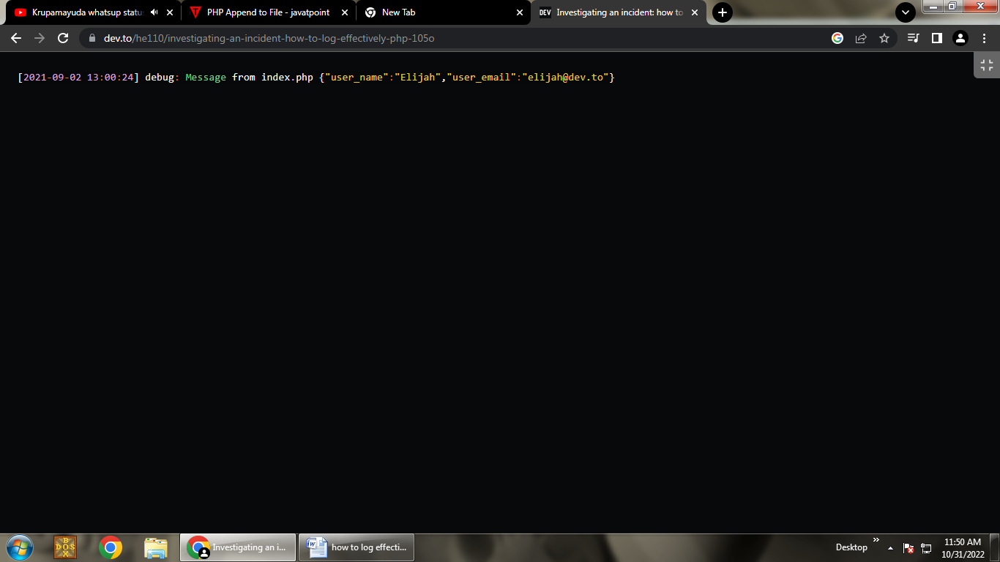 Krupamayuda whatsup statu
PHP Append to File - javatpoint
New Tab
DEV
Investigating an incident: how to
dev.to/he110/investigating-an-incident-how-to-log-effectively-php-105o
[2021-09-02 13:00:24] debug: Message from index.php {"user_name":"Elijah","user_email":"elijah@dev.to"}
DOS
BOX
Investigating an i...
how to log effecti...
Desktop
11:50 AM
10/31/2022